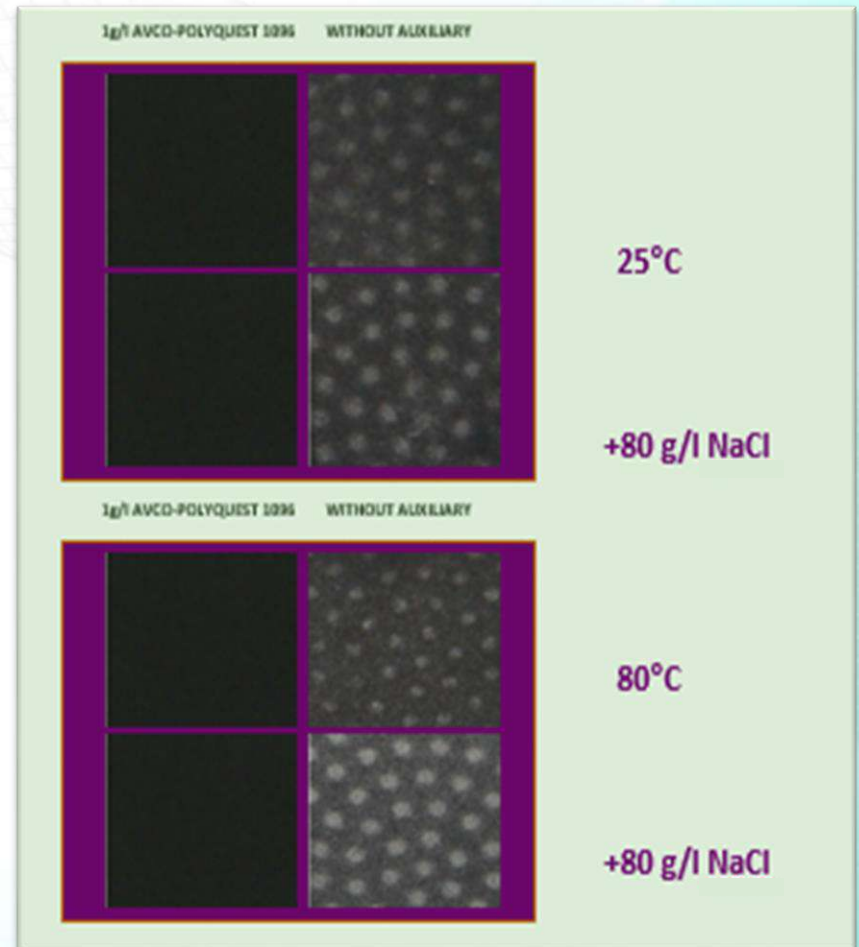 1g/l AVCO-POLYQUEST 1096 WITHOUT AUXILIARY
25°C
+80 g/l NaCl
1g/l AVCO-POLYQUEST 1096 WITHOUT AUXILIARY
80°C
+80 g/l NaCl